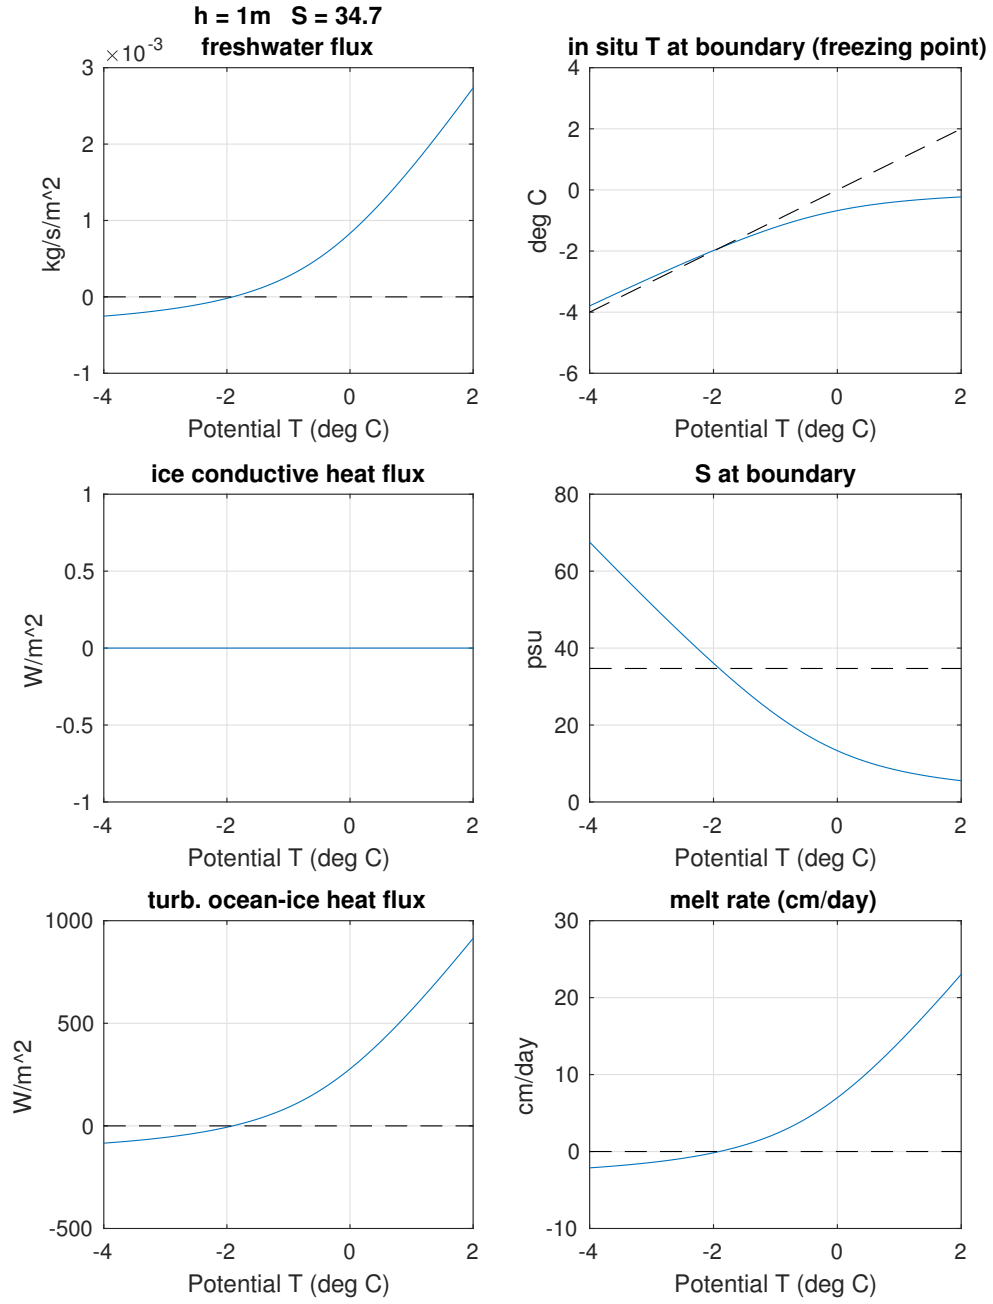 h = 1m   S = 34.7
freshwater flux
×10^-3
3
2
1
0
-1
kg/s/m^2
-4
-2
0
2
Potential T (deg C)
in situ T at boundary (freezing point)
4
2
0
-2
-4
-6
deg C
-4
-2
0
2
Potential T (deg C)
ice conductive heat flux
1
0.5
0
-0.5
-1
W/m^2
-4
-2
0
2
Potential T (deg C)
S at boundary
80
60
40
20
0
psu
-4
-2
0
2
Potential T (deg C)
turb. ocean-ice heat flux
1000
500
0
-500
W/m^2
-4
-2
0
2
Potential T (deg C)
melt rate (cm/day)
30
20
10
0
-10
cm/day
-4
-2
0
2
Potential T (deg C)